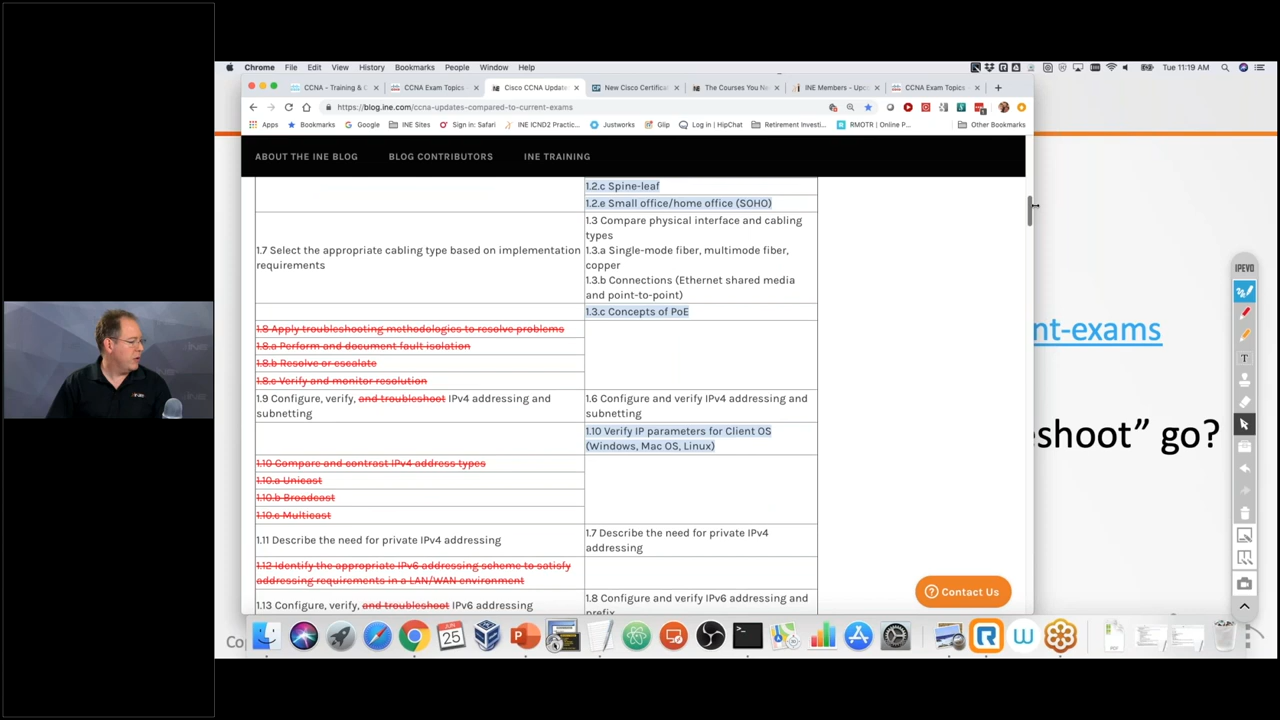 Chrome File Edit View History Bookmarks People Window Help
Tue 11:19 AM
CCNA - Training & C
CCNA Exam Topics
Cisco CCNA Update
New Cisco Certifica
The Courses You Ne
INE Members - Upc
CCNA Exam Topics
https://blog.ine.com/ccna-updates-compared-to-current-exams
Apps Bookmarks Google INE Sites Sign in: Safari INE ICND2 Practic... Justworks Glip Log in | HipChat Retirement Investi... RMOTR | Online P... Other Bookmarks
ABOUT THE INE BLOG BLOG CONTRIBUTORS INE TRAINING
1.2.c Spine-leaf
1.2.e Small office/home office (SOHO)
1.7 Select the appropriate cabling type based on implementation
requirements
1.3 Compare physical interface and cabling
types
1.3.a Single-mode fiber, multimode fiber,
copper
1.3.b Connections (Ethernet shared media
and point-to-point)
1.3.c Concepts of PoE
1.8 Apply troubleshooting methodologies to resolve problems
1.8.a Perform and document fault isolation
1.8.b Resolve or escalate
1.8.c Verify and monitor resolution
1.9 Configure, verify, and troubleshoot IPv4 addressing and
subnetting
1.6 Configure and verify IPv4 addressing and
subnetting
1.10 Verify IP parameters for Client OS
(Windows, Mac OS, Linux)
1.10 Compare and contrast IPv4 address types
1.10.a Unicast
1.10.b Broadcast
1.10.c Multicast
1.11 Describe the need for private IPv4 addressing
1.7 Describe the need for private IPv4
addressing
1.12 Identify the appropriate IPv6 addressing scheme to satisfy
addressing requirements in a LAN/WAN environment
1.13 Configure, verify, and troubleshoot IPv6 addressing
1.8 Configure and verify IPv6 addressing and
prefix
Contact Us
nt-exams
shoot” go?
IPEVO
T
JUN
25
Co